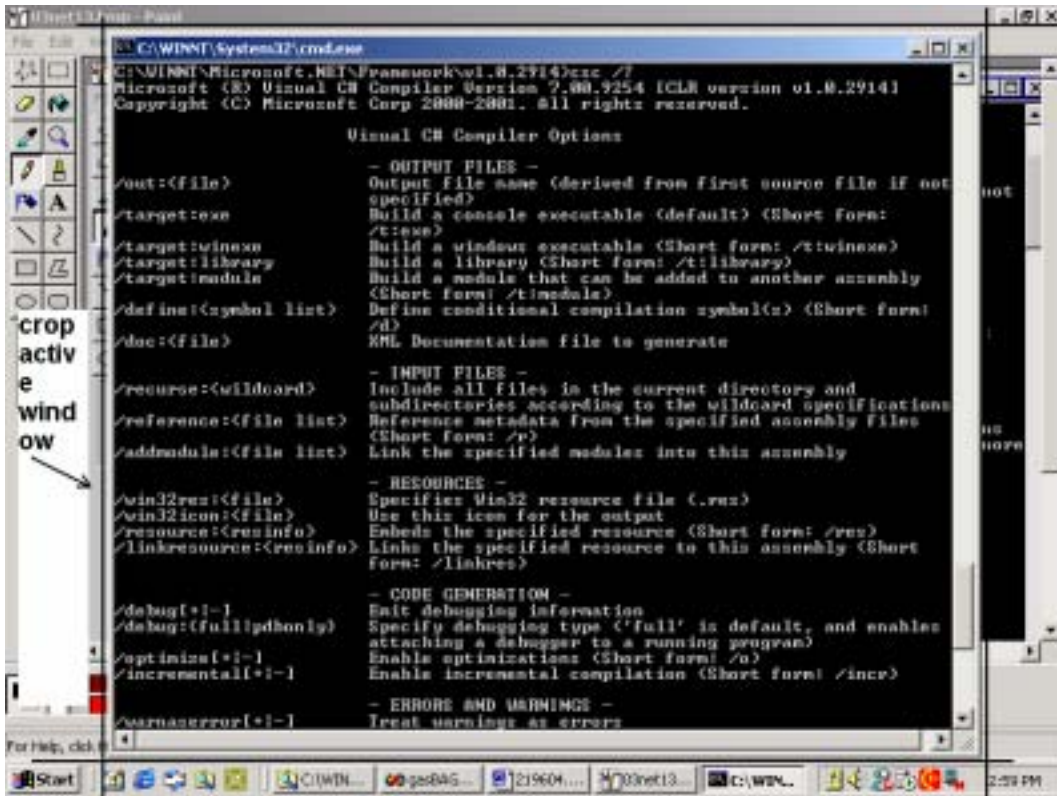 03net13.bmp - Paint
File Edit
C:\WINNT\System32\cmd.exe
C:\WINNT\Microsoft.NET\Framework\v1.0.2914>csc /?
Microsoft (R) Visual C# Compiler Version 7.00.9254 [CLR version v1.0.2914]
Copyright (C) Microsoft Corp 2000-2001. All rights reserved.
Visual C# Compiler Options
- OUTPUT FILES -
/out:<file> Output file name (derived from first source file if not
specified)
/target:exe Build a console executable (default) (Short form:
/t:exe)
/target:winexe Build a windows executable (Short form: /t:winexe)
/target:library Build a library (Short form: /t:library)
/target:module Build a module that can be added to another assembly
(Short form: /t:module)
/define:<symbol list> Define conditional compilation symbol(s) (Short form:
/d)
/doc:<file> XML Documentation file to generate
- INPUT FILES -
/recurse:<wildcard> Include all files in the current directory and
subdirectories according to the wildcard specifications
/reference:<file list> Reference metadata from the specified assembly files
(Short form: /r)
/addmodule:<file list> Link the specified modules into this assembly
- RESOURCES -
/win32res:<file> Specifies Win32 resource file (.res)
/win32icon:<file> Use this icon for the output
/resource:<resinfo> Embeds the specified resource (Short form: /res)
/linkresource:<resinfo> Links the specified resource to this assembly (Short
form: /linkres)
- CODE GENERATION -
/debug[+|-] Emit debugging information
/debug:{full|pdbonly} Specify debugging type ('full' is default, and enables
attaching a debugger to a running program)
/optimize[+|-] Enable optimizations (Short form: /o)
/incremental[+|-] Enable incremental compilation (Short form: /incr)
- ERRORS AND WARNINGS -
/warnaserror[+|-] Treat warnings as errors
crop
activ
e
wind
ow
A
not
more
For Help, click
Start C:\WIN... gasBAG... 1219604.... 03net13... C:\WIN... 2:59 PM